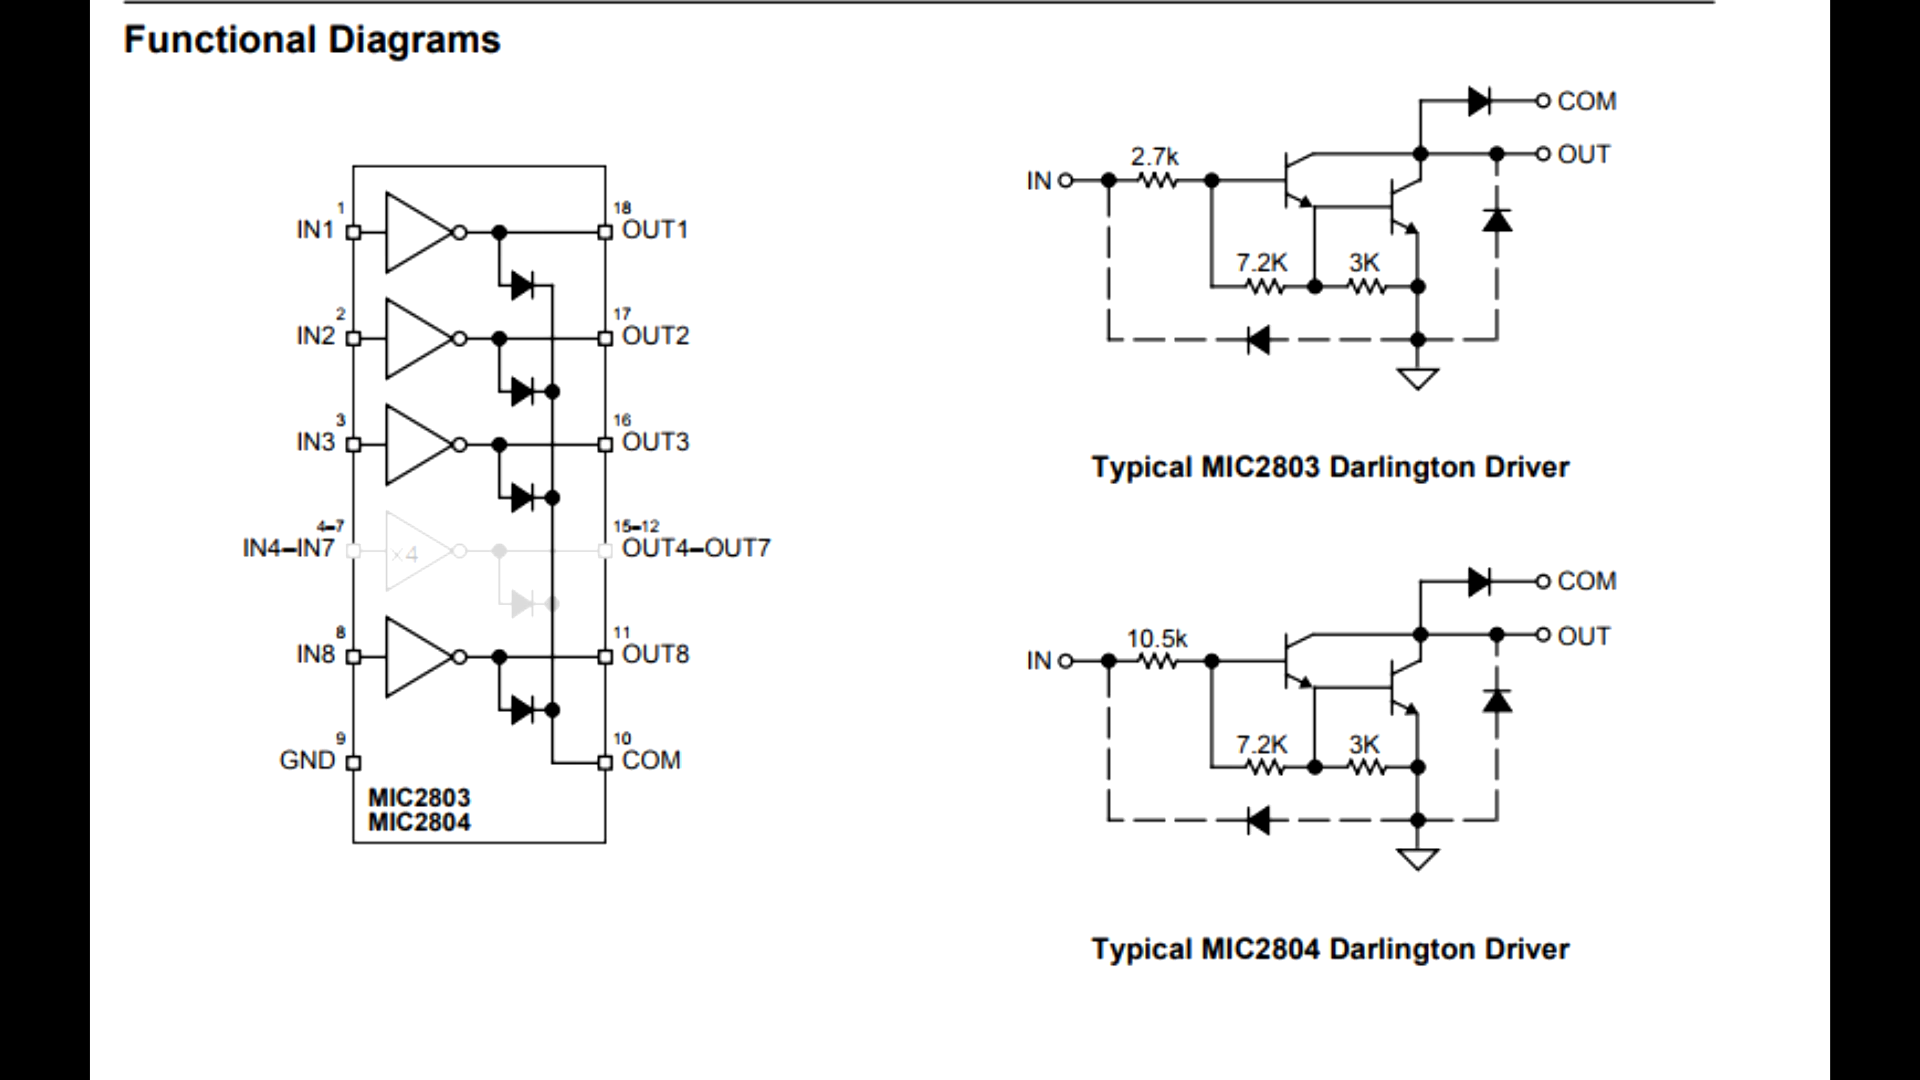 Functional Diagrams
1
IN1
18
OUT1
2
IN2
17
OUT2
3
IN3
16
OUT3
4–7
IN4–IN7
×4
15–12
OUT4–OUT7
8
IN8
11
OUT8
9
GND
10
COM
MIC2803
MIC2804
COM
OUT
IN
2.7k
7.2K
3K
Typical MIC2803 Darlington Driver
COM
OUT
IN
10.5k
7.2K
3K
Typical MIC2804 Darlington Driver